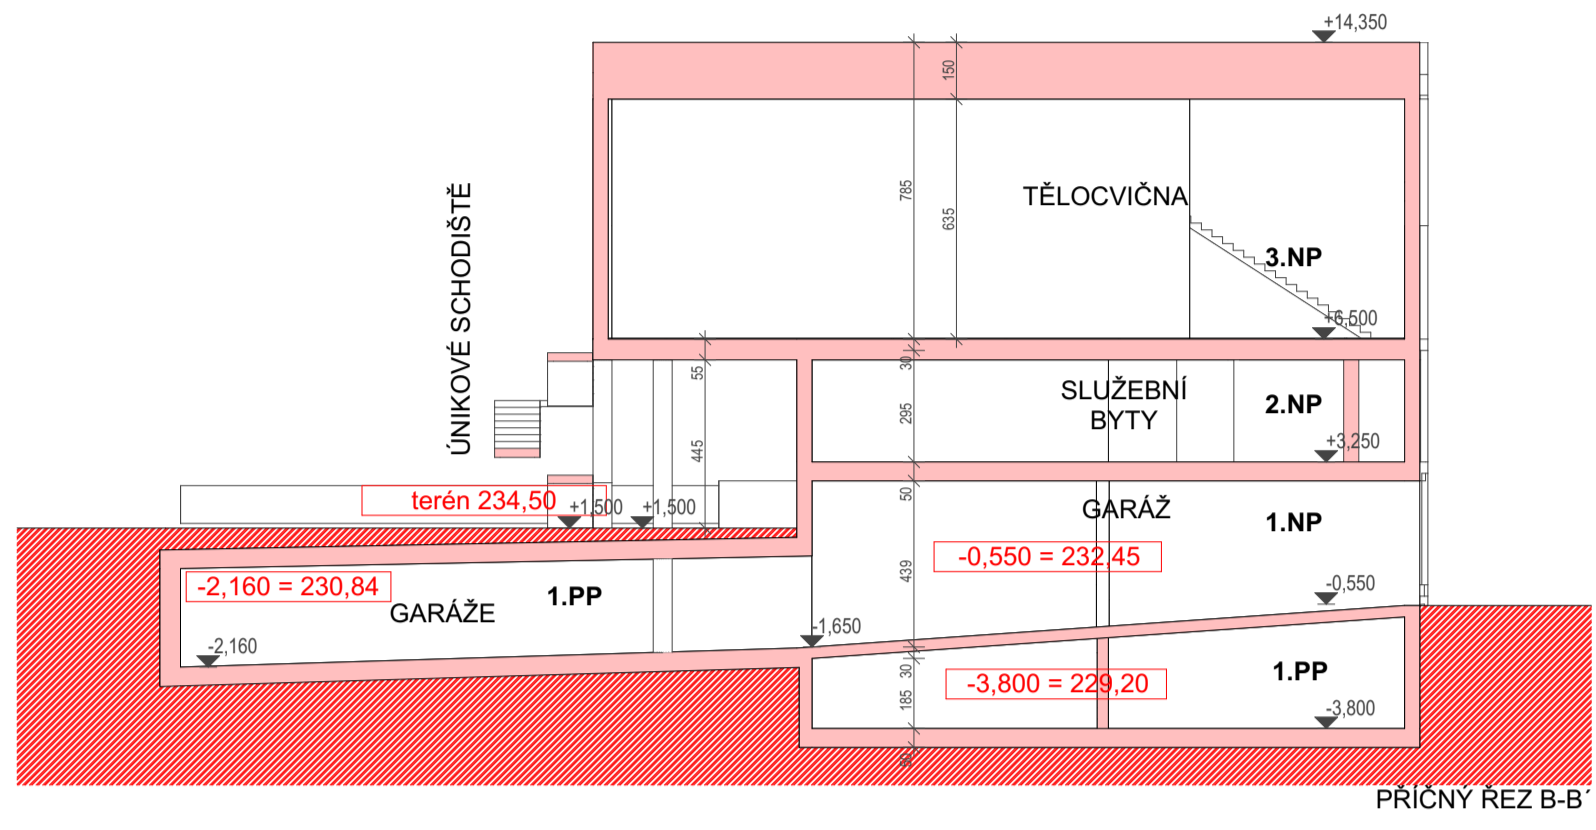 +14,350
150
785
635
TĚLOCVIČNA
3.NP
+6,500
ÚNIKOVÉ SCHODIŠTĚ
55
30
SLUŽEBNÍ
BYTY
2.NP
295
445
+3,250
terén 234,50
+1,500
+1,500
50
GARÁŽ
1.NP
-0,550 = 232,45
439
-2,160 = 230,84
1.PP
GARÁŽE
-0,550
-1,650
-2,160
30
185
-3,800 = 229,20
1.PP
-3,800
50
PŘÍČNÝ ŘEZ B-B´